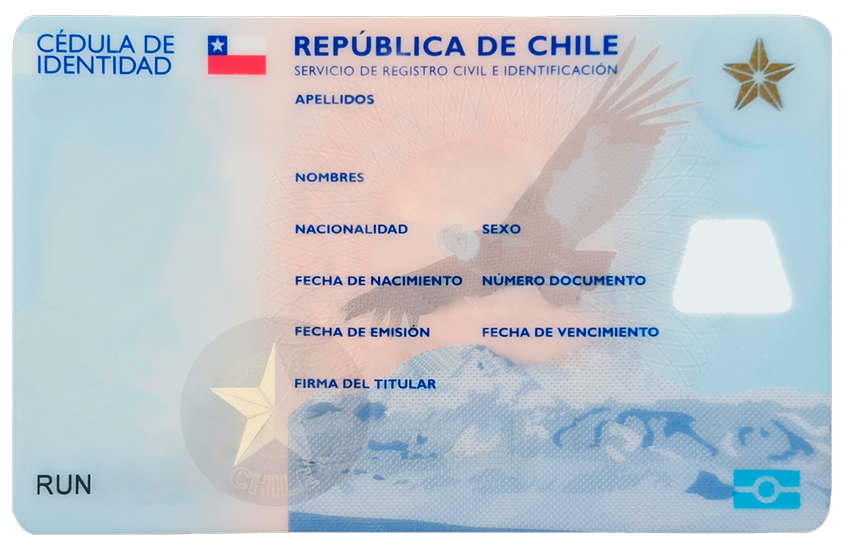 CÉDULA DE
IDENTIDAD
REPÚBLICA DE CHILE
SERVICIO DE REGISTRO CIVIL E IDENTIFICACIÓN
APELLIDOS
NOMBRES
NACIONALIDAD SEXO
FECHA DE NACIMIENTO NÚMERO DOCUMENTO
FECHA DE EMISIÓN FECHA DE VENCIMIENTO
FIRMA DEL TITULAR
CHILE
RUN